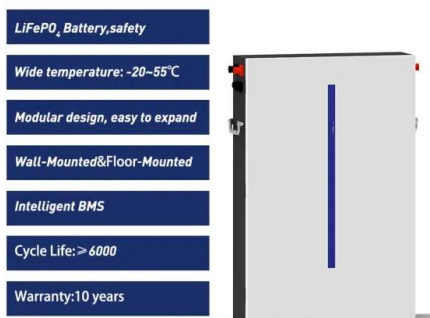 LiFePO₄ Battery,safety
Wide temperature: -20~55℃
Modular design, easy to expand
Wall-Mounted&Floor-Mounted
Intelligent BMS
Cycle Life:≥6000
Warranty:10 years